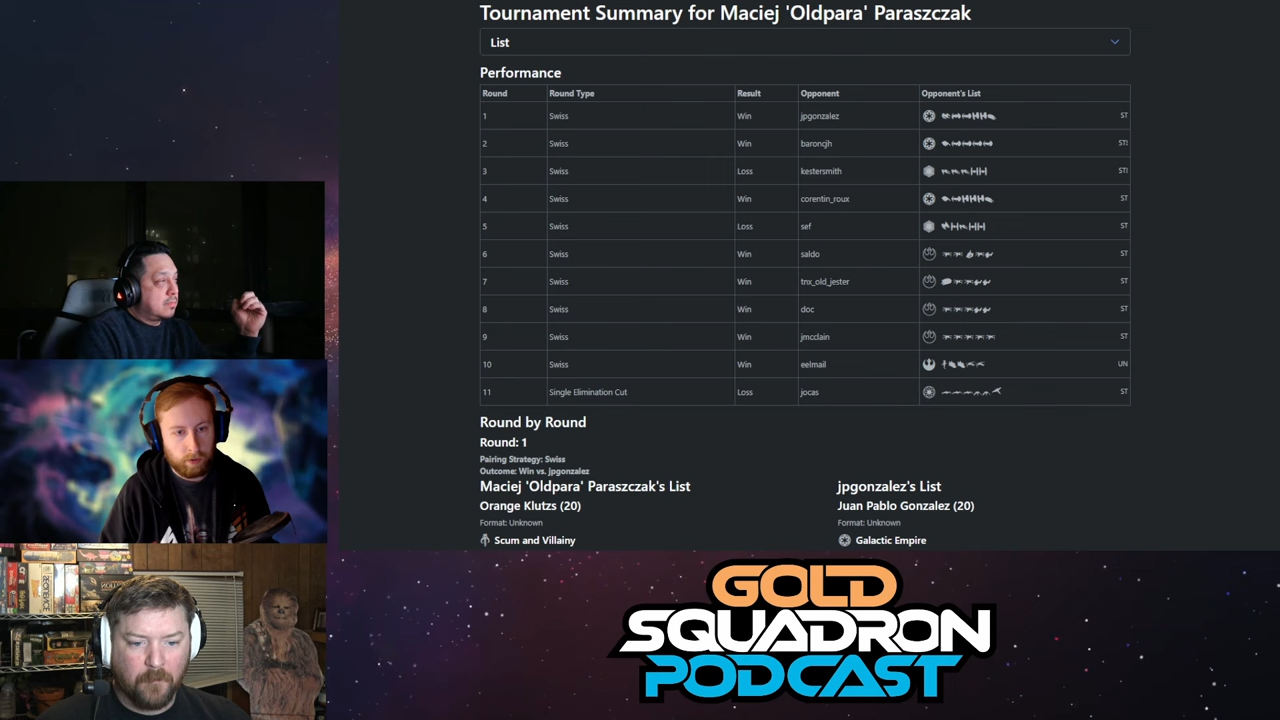 Tournament Summary for Maciej 'Oldpara' Paraszczak
List
Performance
Round Round Type Result Opponent Opponent's List
1 Swiss Win jpgonzalez ST
2 Swiss Win baroncjh ST
3 Swiss Loss kestersmith ST
4 Swiss Win corentin_roux ST
5 Swiss Loss sef ST
6 Swiss Win saldo ST
7 Swiss Win tnx_old_jester ST
8 Swiss Win doc ST
9 Swiss Win jmcclain ST
10 Swiss Win eelmail UN
11 Single Elimination Cut Loss jocas ST
Round by Round
Round: 1
Pairing Strategy: Swiss
Outcome: Win vs. jpgonzalez
Maciej 'Oldpara' Paraszczak's List
Orange Klutzs (20)
Format: Unknown
Scum and Villainy
jpgonzalez's List
Juan Pablo Gonzalez (20)
Format: Unknown
Galactic Empire
GOLD
SQUADRON
PODCAST